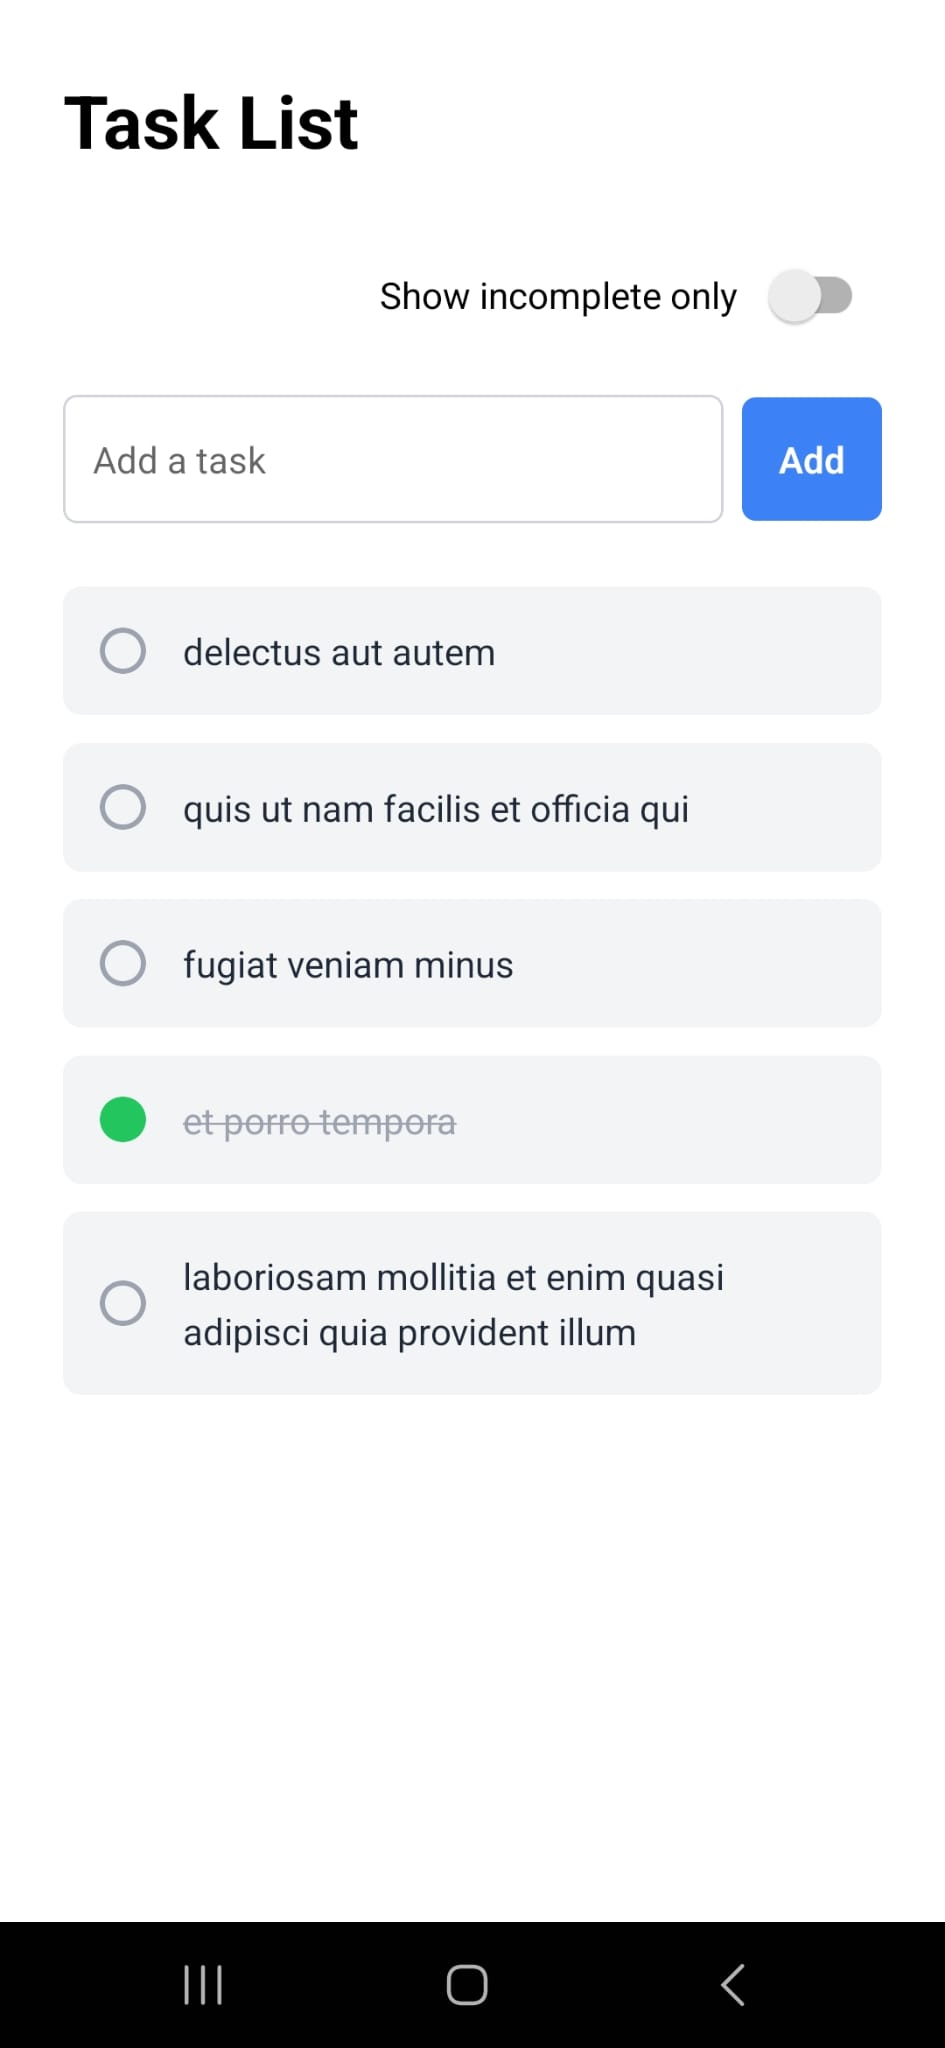 Task List
Show incomplete only
Add a task
Add
delectus aut autem
quis ut nam facilis et officia qui
fugiat veniam minus
et porro tempora
laboriosam mollitia et enim quasi
adipisci quia provident illum